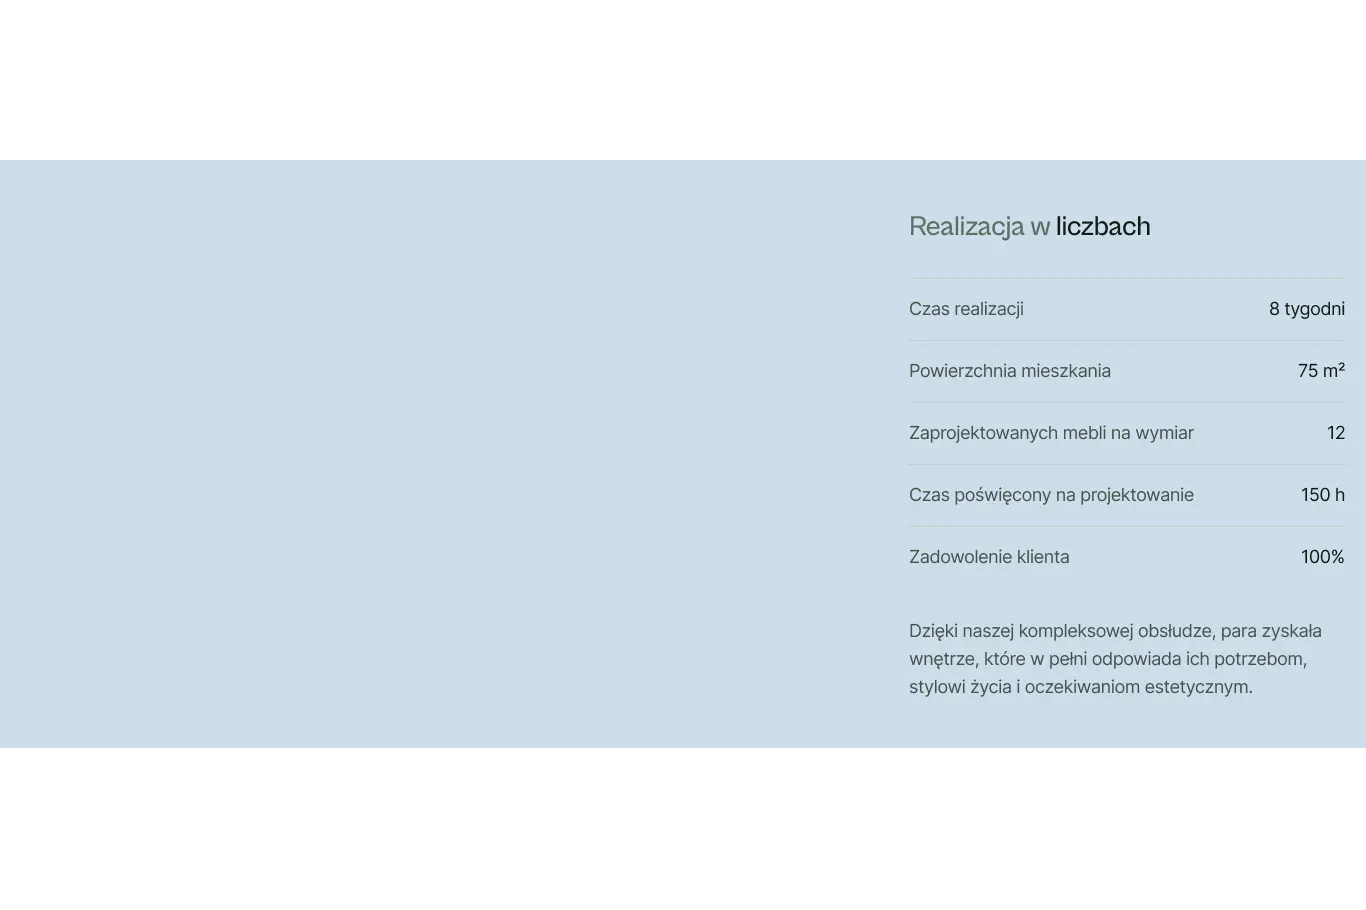 Realizacja w liczbach
Czas realizacji 8 tygodni
Powierzchnia mieszkania 75 m²
Zaprojektowanych mebli na wymiar 12
Czas poświęcony na projektowanie 150 h
Zadowolenie klienta 100%
Dzięki naszej kompleksowej obsłudze, para zyskała
wnętrze, które w pełni odpowiada ich potrzebom,
stylowi życia i oczekiwaniom estetycznym.